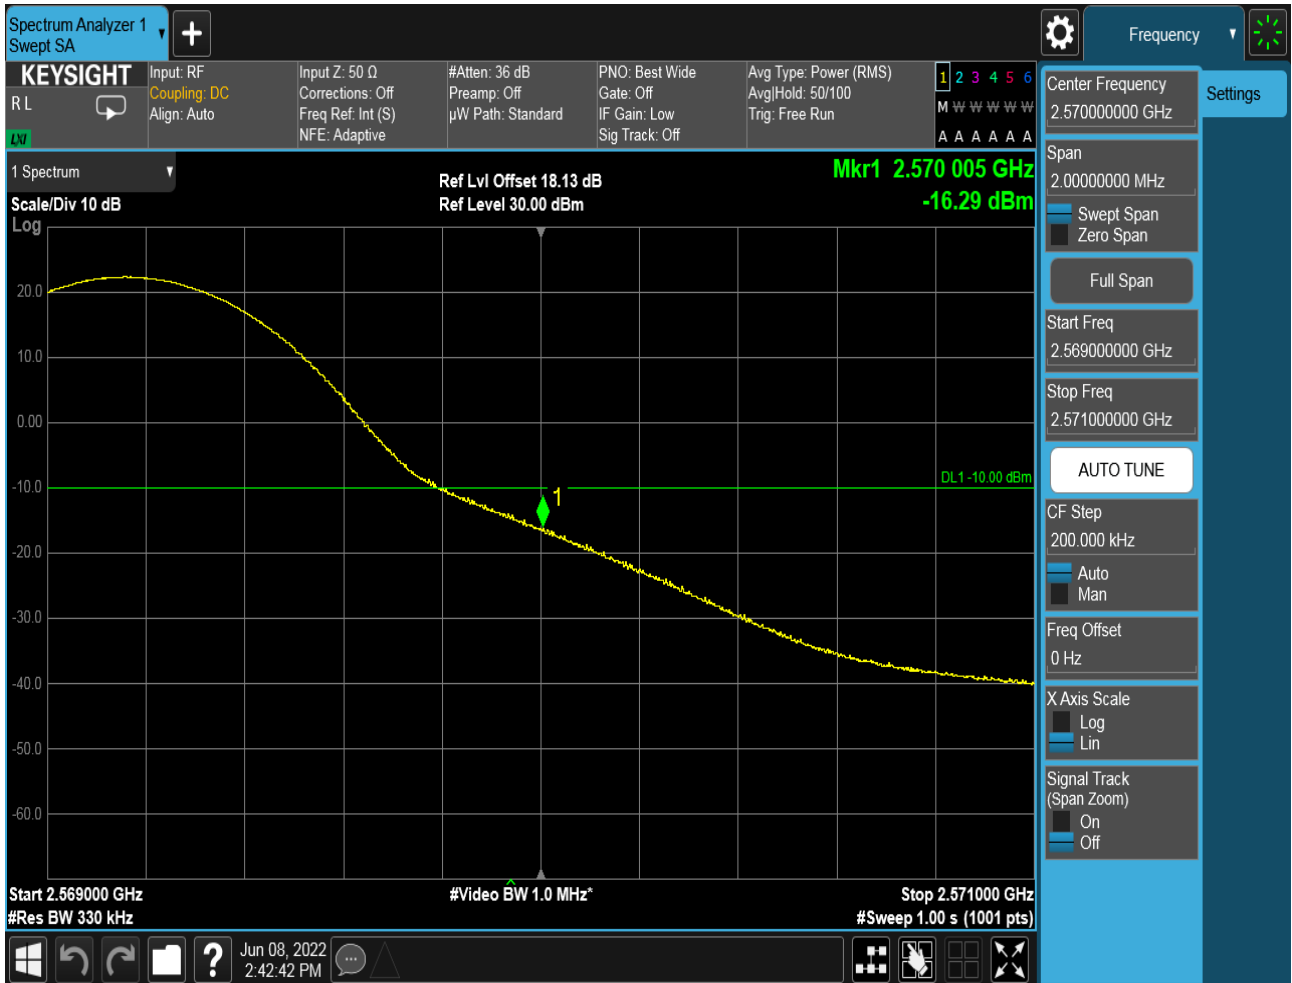 Spectrum Analyzer 1
Swept SA
Frequency
KEYSIGHT
R L
LXI
Input: RF
Coupling: DC
Align: Auto
Input Z: 50 Ω
Corrections: Off
Freq Ref: Int (S)
NFE: Adaptive
#Atten: 36 dB
Preamp: Off
µW Path: Standard
PNO: Best Wide
Gate: Off
IF Gain: Low
Sig Track: Off
Avg Type: Power (RMS)
Avg|Hold: 50/100
Trig: Free Run
1 2 3 4 5 6
M W W W W W
A A A A A A
1 Spectrum
Scale/Div 10 dB
Log
Ref Lvl Offset 18.13 dB
Ref Level 30.00 dBm
Mkr1 2.570 005 GHz
-16.29 dBm
20.0
10.0
0.00
-10.0
-20.0
-30.0
-40.0
-50.0
-60.0
DL1 -10.00 dBm
1
Start 2.569000 GHz
#Res BW 330 kHz
#Video BW 1.0 MHz*
Stop 2.571000 GHz
#Sweep 1.00 s (1001 pts)
Jun 08, 2022
2:42:42 PM
Center Frequency
2.570000000 GHz
Span
2.00000000 MHz
Swept Span
Zero Span
Full Span
Start Freq
2.569000000 GHz
Stop Freq
2.571000000 GHz
AUTO TUNE
CF Step
200.000 kHz
Auto
Man
Freq Offset
0 Hz
X Axis Scale
Log
Lin
Signal Track
(Span Zoom)
On
Off
Settings